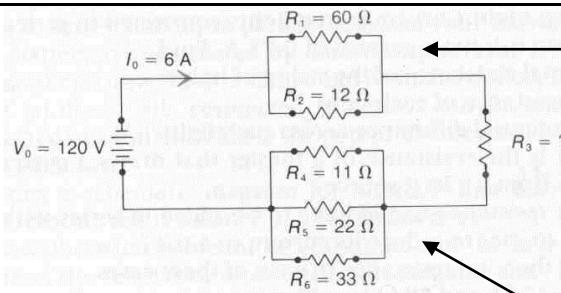 R₁ = 60 Ω
I₀ = 6 A
R₂ = 12 Ω
V₀ = 120 V
R₃ =
R₄ = 11 Ω
R₅ = 22 Ω
R₆ = 33 Ω